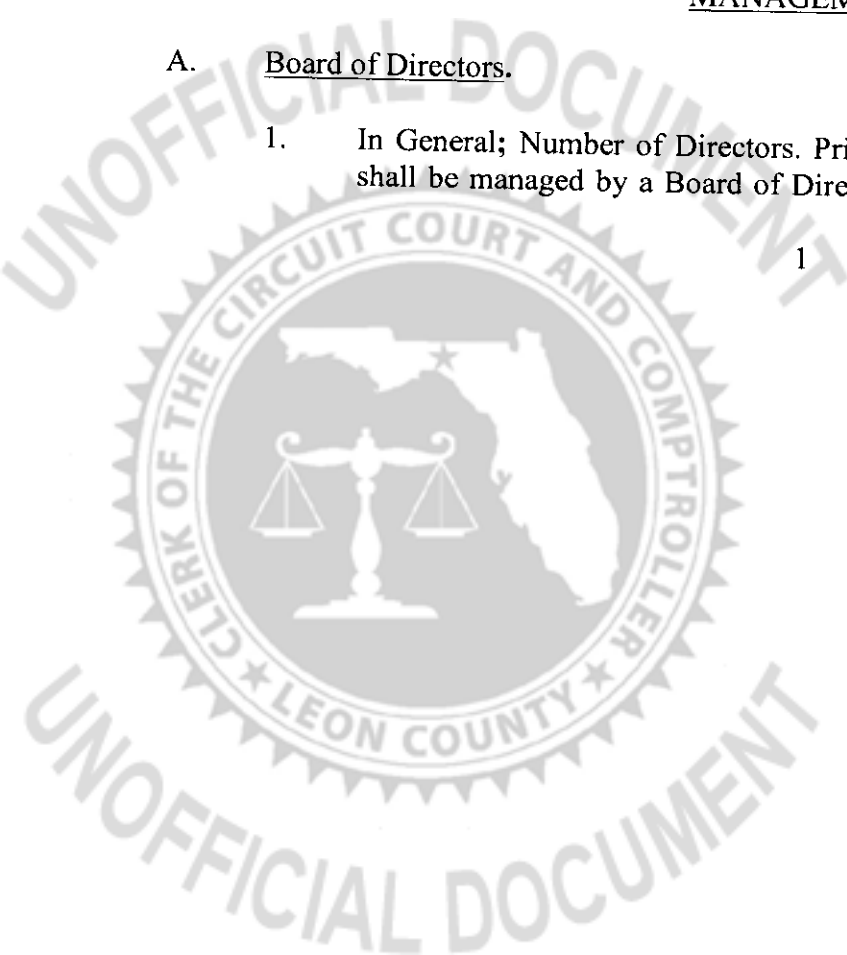 MANAGEM
A. Board of Directors.
1. In General; Number of Directors. Pri
shall be managed by a Board of Dire
1
UNOFFICIAL DOCUMENT
CLERK OF THE CIRCUIT COURT AND COMPTROLLER
★ LEON COUNTY ★
UNOFFICIAL DOCUMENT